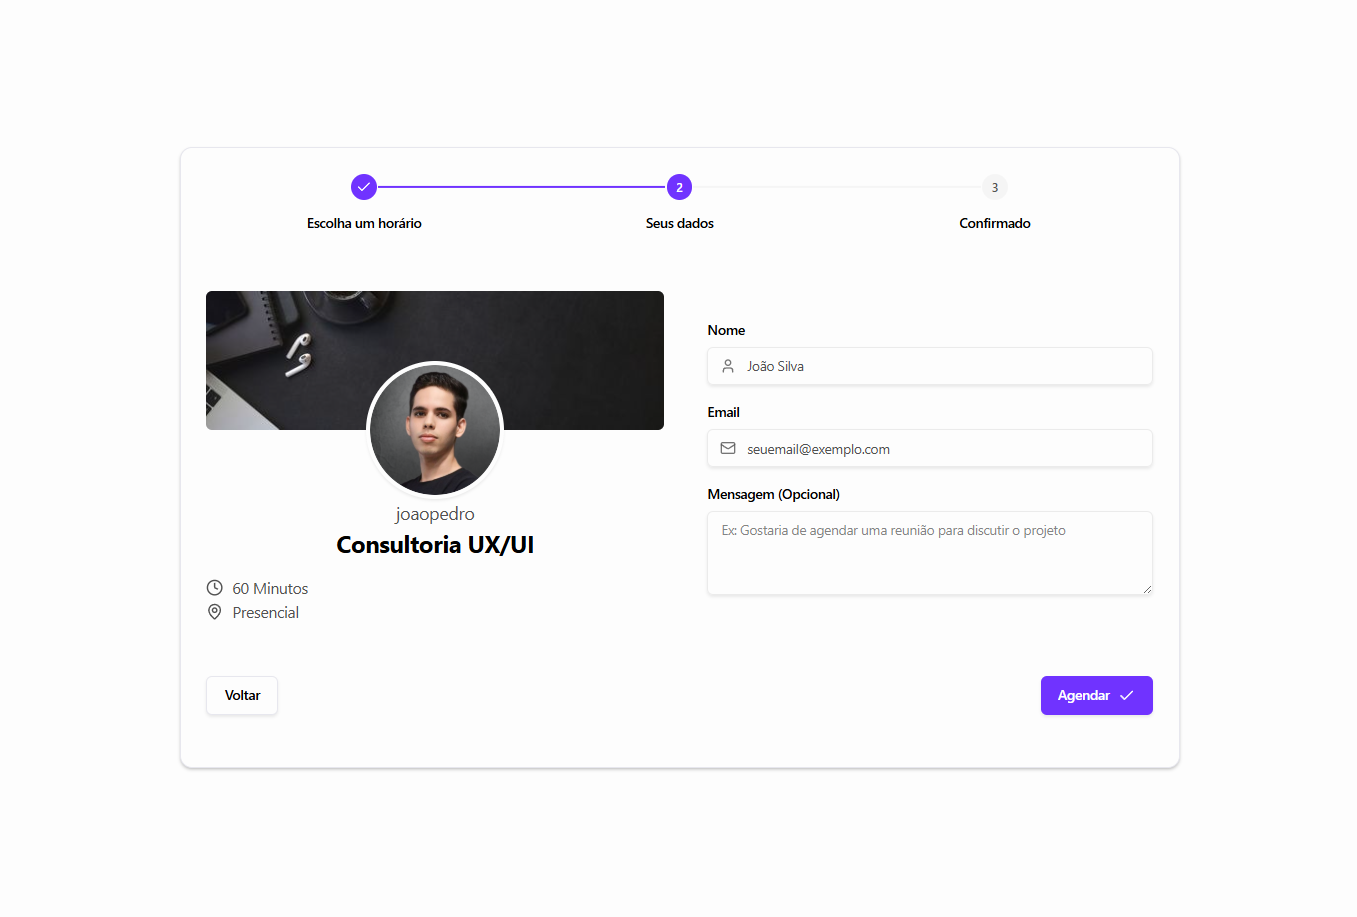 2
3
Escolha um horário
Seus dados
Confirmado
joaopedro
Consultoria UX/UI
60 Minutos
Presencial
Nome
João Silva
Email
seuemail@exemplo.com
Mensagem (Opcional)
Ex: Gostaria de agendar uma reunião para discutir o projeto
Voltar
Agendar